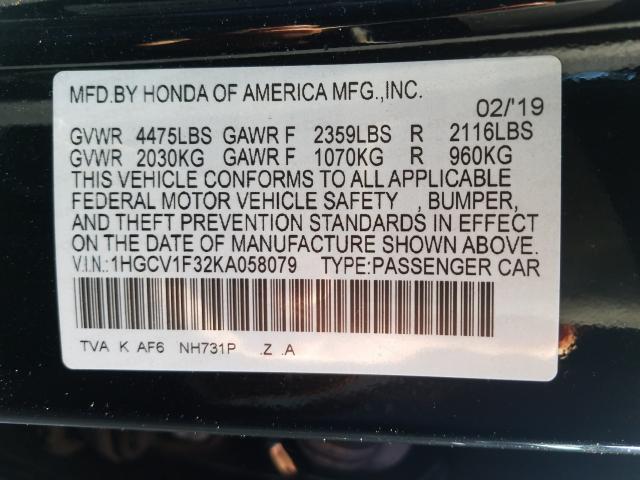 MFD.BY HONDA OF AMERICA MFG.,INC.
02/'19
GVWR 4475LBS GAWR F 2359LBS R 2116LBS
GVWR 2030KG GAWR F 1070KG R 960KG
THIS VEHICLE CONFORMS TO ALL APPLICABLE
FEDERAL MOTOR VEHICLE SAFETY , BUMPER,
AND THEFT PREVENTION STANDARDS IN EFFECT
ON THE DATE OF MANUFACTURE SHOWN ABOVE.
V.I.N.:1HGCV1F32KA058079 TYPE:PASSENGER CAR
TVA K AF6 NH731P .Z .A